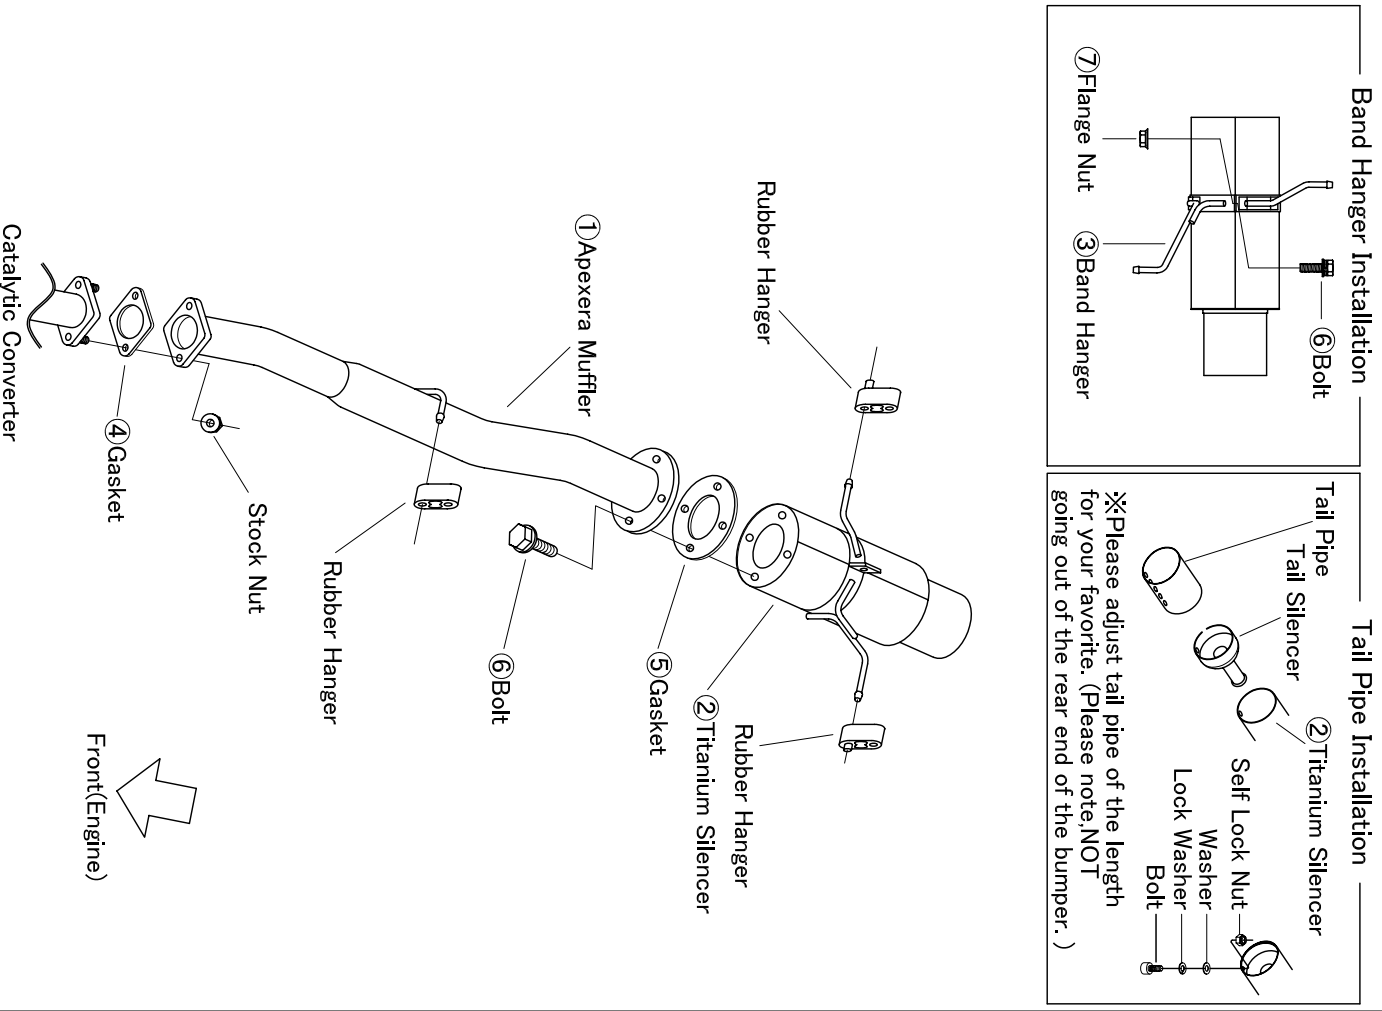 Band Hanger Installation
⑦Flange Nut
③Band Hanger
⑥Bolt
Tail Pipe Installation
Tail Pipe
Tail Silencer
②Titanium Silencer
Self Lock Nut
Washer
Lock Washer
Bolt
※Please adjust tail pipe of the length
for your favorite. (Please note,NOT
going out of the rear end of the bumper. )
Rubber Hanger
Rubber Hanger
②Titanium Silencer
⑤Gasket
①Apexera Muffler
⑥Bolt
Rubber Hanger
Stock Nut
④Gasket
Catalytic Converter
Front(Engine)